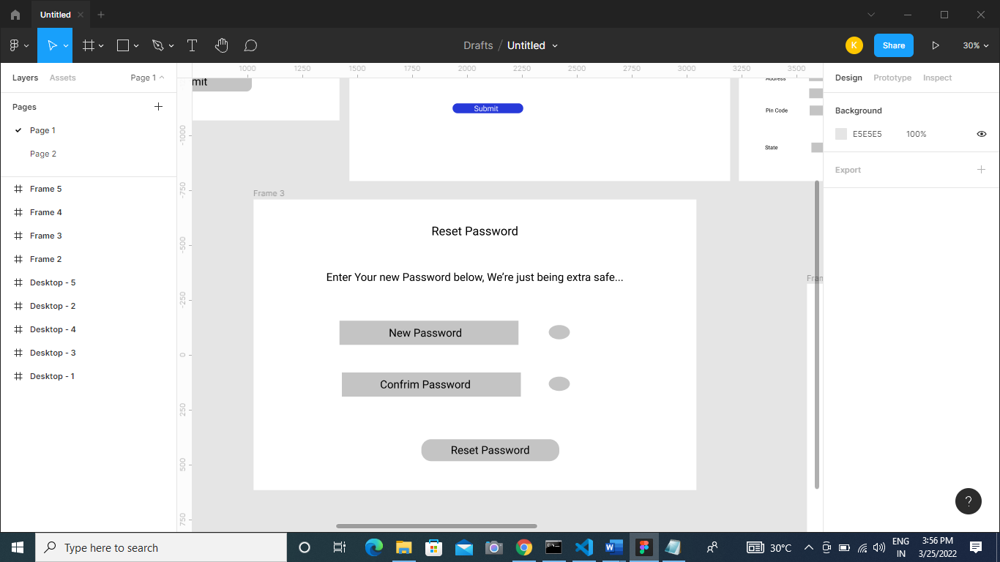 Untitled
Drafts / Untitled
K
Share
30%
Layers
Assets
Page 1
1000
1250
1500
1750
2000
2250
2500
2750
3000
3250
3500
Design
Prototype
Inspect
Pages
Page 1
Page 2
Frame 5
Frame 4
Frame 3
Frame 2
Desktop - 5
Desktop - 2
Desktop - 4
Desktop - 3
Desktop - 1
-1000
-750
-500
-250
0
250
500
750
mit
Submit
Address
Pin Code
State
Frame 3
Reset Password
Enter Your new Password below, We're just being extra safe...
New Password
Confrim Password
Reset Password
Fram
Background
E5E5E5 100%
Export
?
Type here to search
30°C
ENG
IN
3:56 PM
3/25/2022